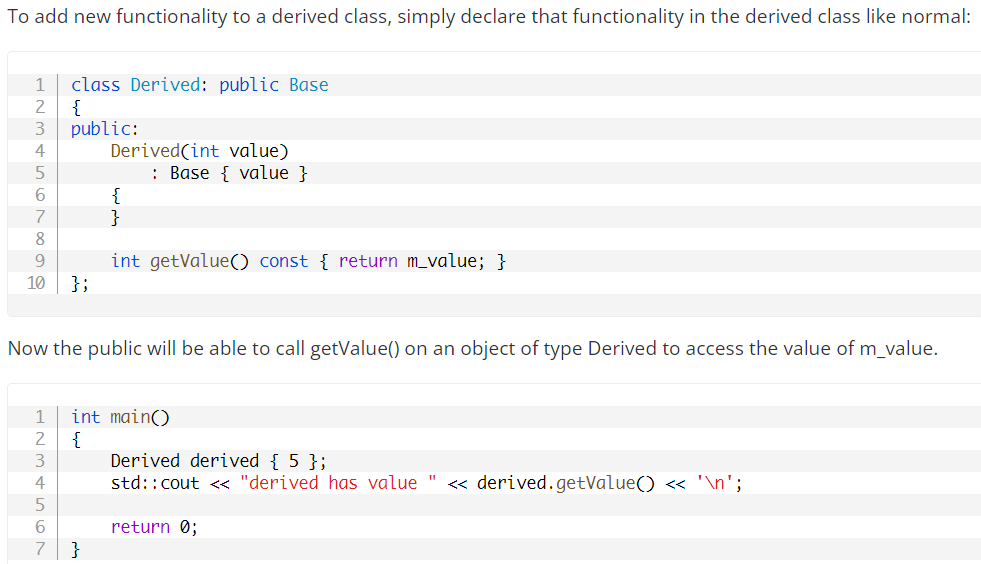 To add new functionality to a derived class, simply declare that functionality in the derived class like normal:
1 class Derived: public Base
2 {
3 public:
4     Derived(int value)
5         : Base { value }
6     {
7     }
8
9     int getValue() const { return m_value; }
10 };
Now the public will be able to call getValue() on an object of type Derived to access the value of m_value.
1 int main()
2 {
3     Derived derived { 5 };
4     std::cout << "derived has value " << derived.getValue() << '\n';
5
6     return 0;
7 }